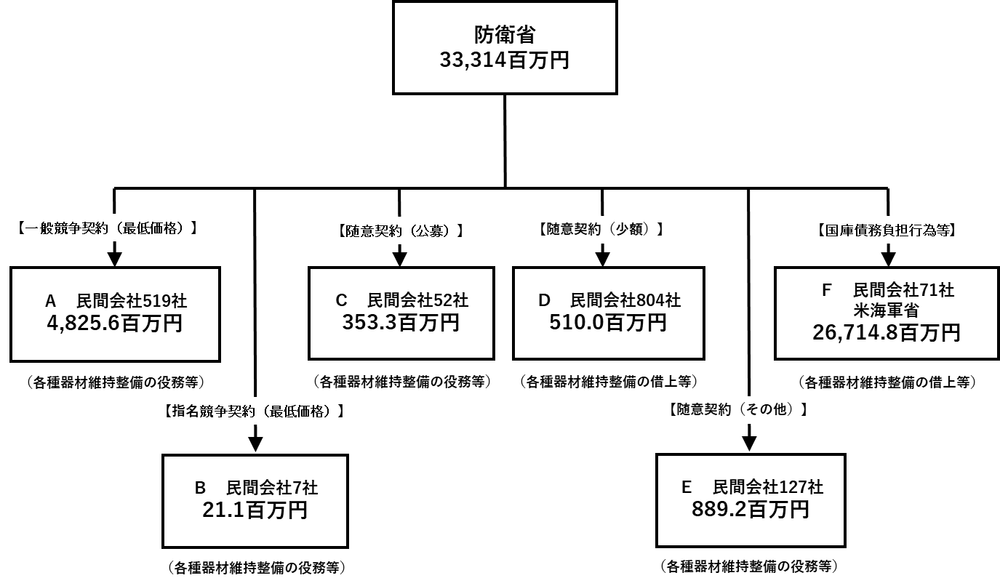 防衛省
33,314百万円
【一般競争契約（最低価格）】
A　民間会社519社
4,825.6百万円
（各種器材維持整備の役務等）
【指名競争契約（最低価格）】
B　民間会社7社
21.1百万円
（各種器材維持整備の役務等）
【随意契約（公募）】
C　民間会社52社
353.3百万円
（各種器材維持整備の役務等）
【随意契約（少額）】
D　民間会社804社
510.0百万円
（各種器材維持整備の借上等）
【随意契約（その他）】
E　民間会社127社
889.2百万円
（各種器材維持整備の役務等）
【国庫債務負担行為等】
F　民間会社71社
米海軍省
26,714.8百万円
（各種器材維持整備の借上等）